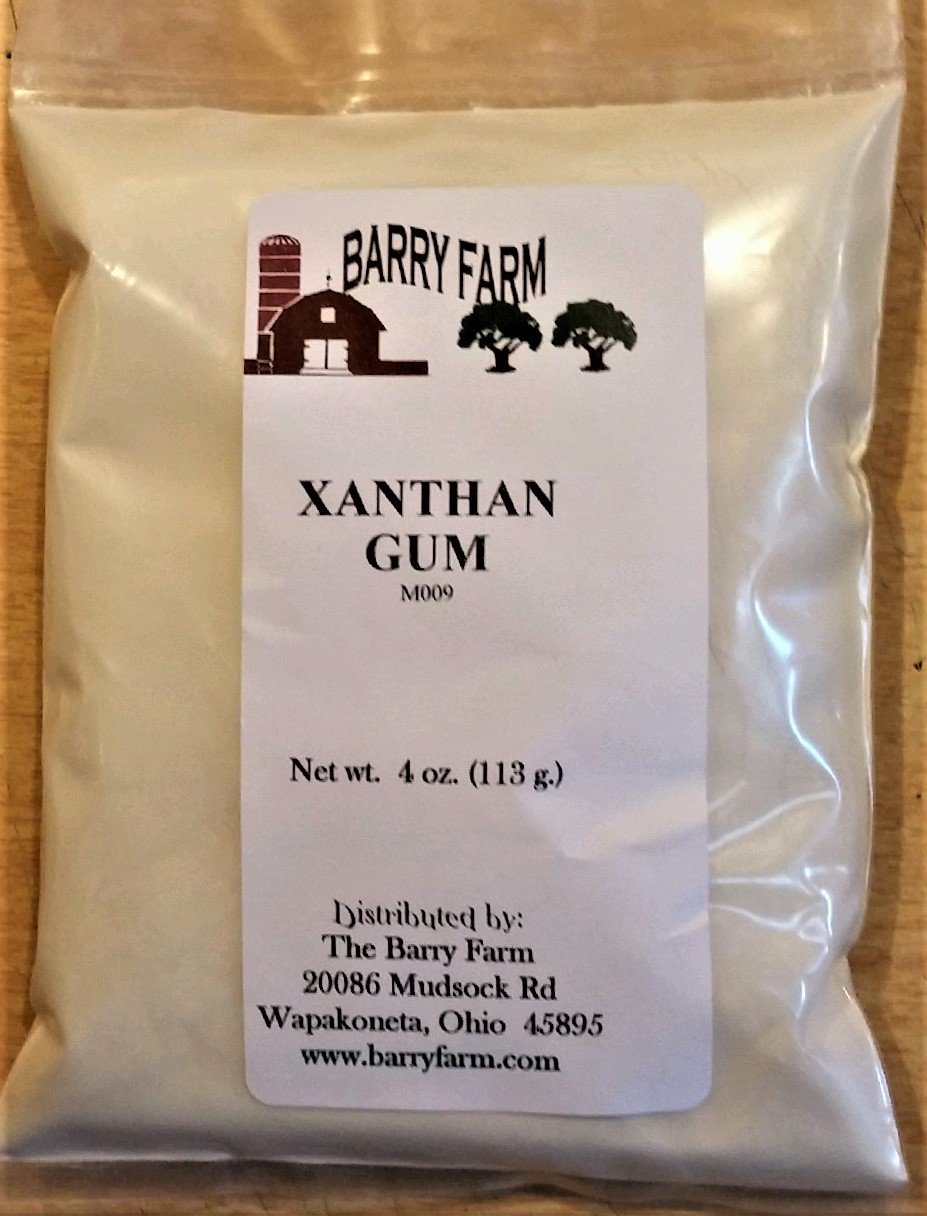 BARRY FARM
XANTHAN
GUM
M009
Net wt. 4 oz. (113 g.)
Distributed by:
The Barry Farm
20086 Mudsock Rd
Wapakoneta, Ohio 45895
www.barryfarm.com